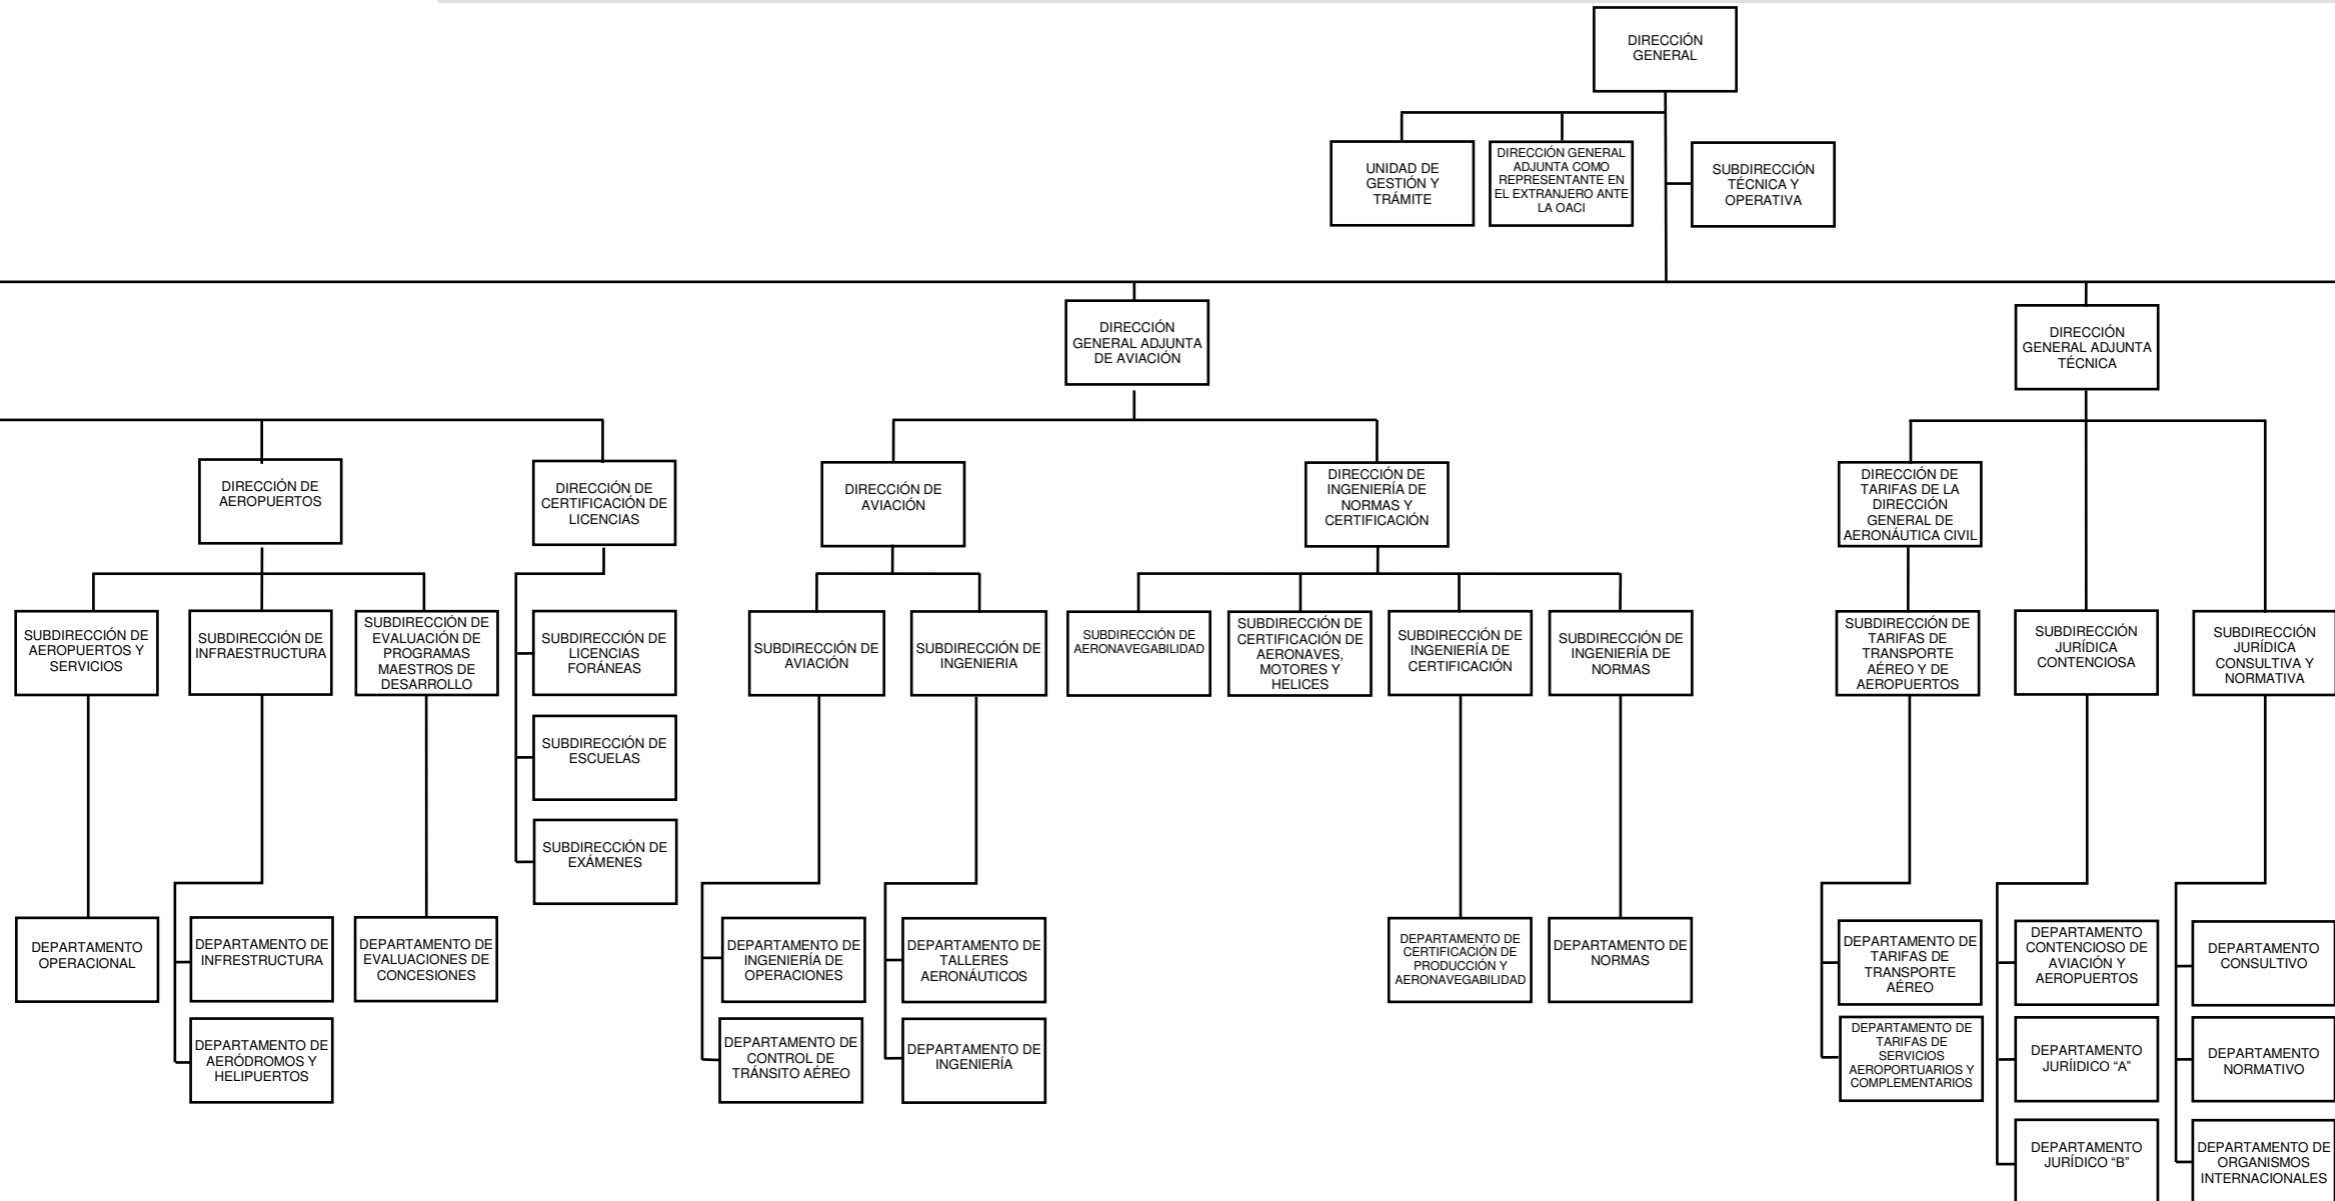 DIRECCIÓN
GENERAL
UNIDAD DE
GESTIÓN Y
TRÁMITE
DIRECCIÓN GENERAL
ADJUNTA COMO
REPRESENTANTE EN
EL EXTRANJERO ANTE
LA OACI
SUBDIRECCIÓN
TÉCNICA Y
OPERATIVA
DIRECCIÓN
GENERAL ADJUNTA
DE AVIACIÓN
DIRECCIÓN
GENERAL ADJUNTA
TÉCNICA
DIRECCIÓN DE
AEROPUERTOS
DIRECCIÓN DE
CERTIFICACIÓN DE
LICENCIAS
DIRECCIÓN DE
AVIACIÓN
DIRECCIÓN DE
INGENIERÍA DE
NORMAS Y
CERTIFICACIÓN
DIRECCIÓN DE
TARIFAS DE LA
DIRECCIÓN
GENERAL DE
AERONÁUTICA CIVIL
SUBDIRECCIÓN DE
AEROPUERTOS Y
SERVICIOS
SUBDIRECCIÓN DE
INFRAESTRUCTURA
SUBDIRECCIÓN DE
EVALUACIÓN DE
PROGRAMAS
MAESTROS DE
DESARROLLO
SUBDIRECCIÓN DE
LICENCIAS
FORÁNEAS
SUBDIRECCIÓN DE
AVIACIÓN
SUBDIRECCIÓN DE
INGENIERIA
SUBDIRECCIÓN DE
AERONAVEGABILIDAD
SUBDIRECCIÓN DE
CERTIFICACIÓN DE
AERONAVES,
MOTORES Y
HELICES
SUBDIRECCIÓN DE
INGENIERÍA DE
CERTIFICACIÓN
SUBDIRECCIÓN DE
INGENIERÍA DE
NORMAS
SUBDIRECCIÓN DE
TARIFAS DE
TRANSPORTE
AÉREO Y DE
AEROPUERTOS
SUBDIRECCIÓN
JURÍDICA
CONTENCIOSA
SUBDIRECCIÓN
JURÍDICA
CONSULTIVA Y
NORMATIVA
SUBDIRECCIÓN DE
ESCUELAS
SUBDIRECCIÓN DE
EXÁMENES
DEPARTAMENTO
OPERACIONAL
DEPARTAMENTO DE
INFRESTRUCTURA
DEPARTAMENTO DE
EVALUACIONES DE
CONCESIONES
DEPARTAMENTO DE
INGENIERÍA DE
OPERACIONES
DEPARTAMENTO DE
TALLERES
AERONÁUTICOS
DEPARTAMENTO DE
CERTIFICACIÓN DE
PRODUCCIÓN Y
AERONAVEGABILIDAD
DEPARTAMENTO DE
NORMAS
DEPARTAMENTO DE
TARIFAS DE
TRANSPORTE
AÉREO
DEPARTAMENTO
CONTENCIOSO DE
AVIACIÓN Y
AEROPUERTOS
DEPARTAMENTO
CONSULTIVO
DEPARTAMENTO DE
AERÓDROMOS Y
HELIPUERTOS
DEPARTAMENTO DE
CONTROL DE
TRÁNSITO AÉREO
DEPARTAMENTO DE
INGENIERÍA
DEPARTAMENTO DE
TARIFAS DE
SERVICIOS
AEROPORTUARIOS Y
COMPLEMENTARIOS
DEPARTAMENTO
JURÍIDICO “A”
DEPARTAMENTO
NORMATIVO
DEPARTAMENTO
JURÍDICO “B”
DEPARTAMENTO DE
ORGANISMOS
INTERNACIONALES